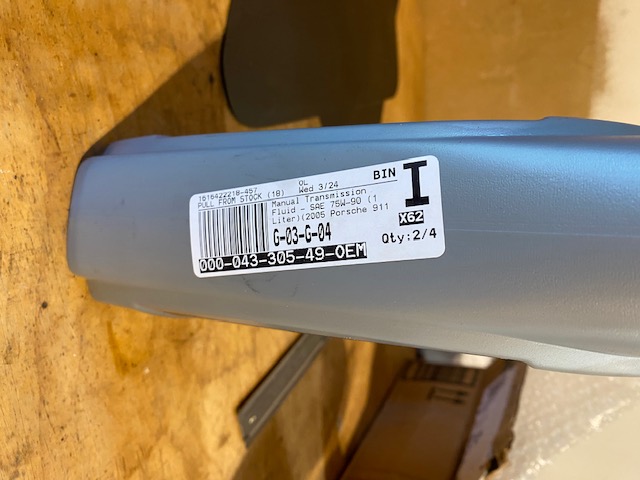 1616422218-457 OL BIN I
PULL FROM STOCK (18) Wed 3/24
Manual Transmission
Fluid - SAE 75W-90 (1
Liter)(2005 Porsche 911
X62
G-03-G-04
Qty:2/4
000-043-305-49-OEM